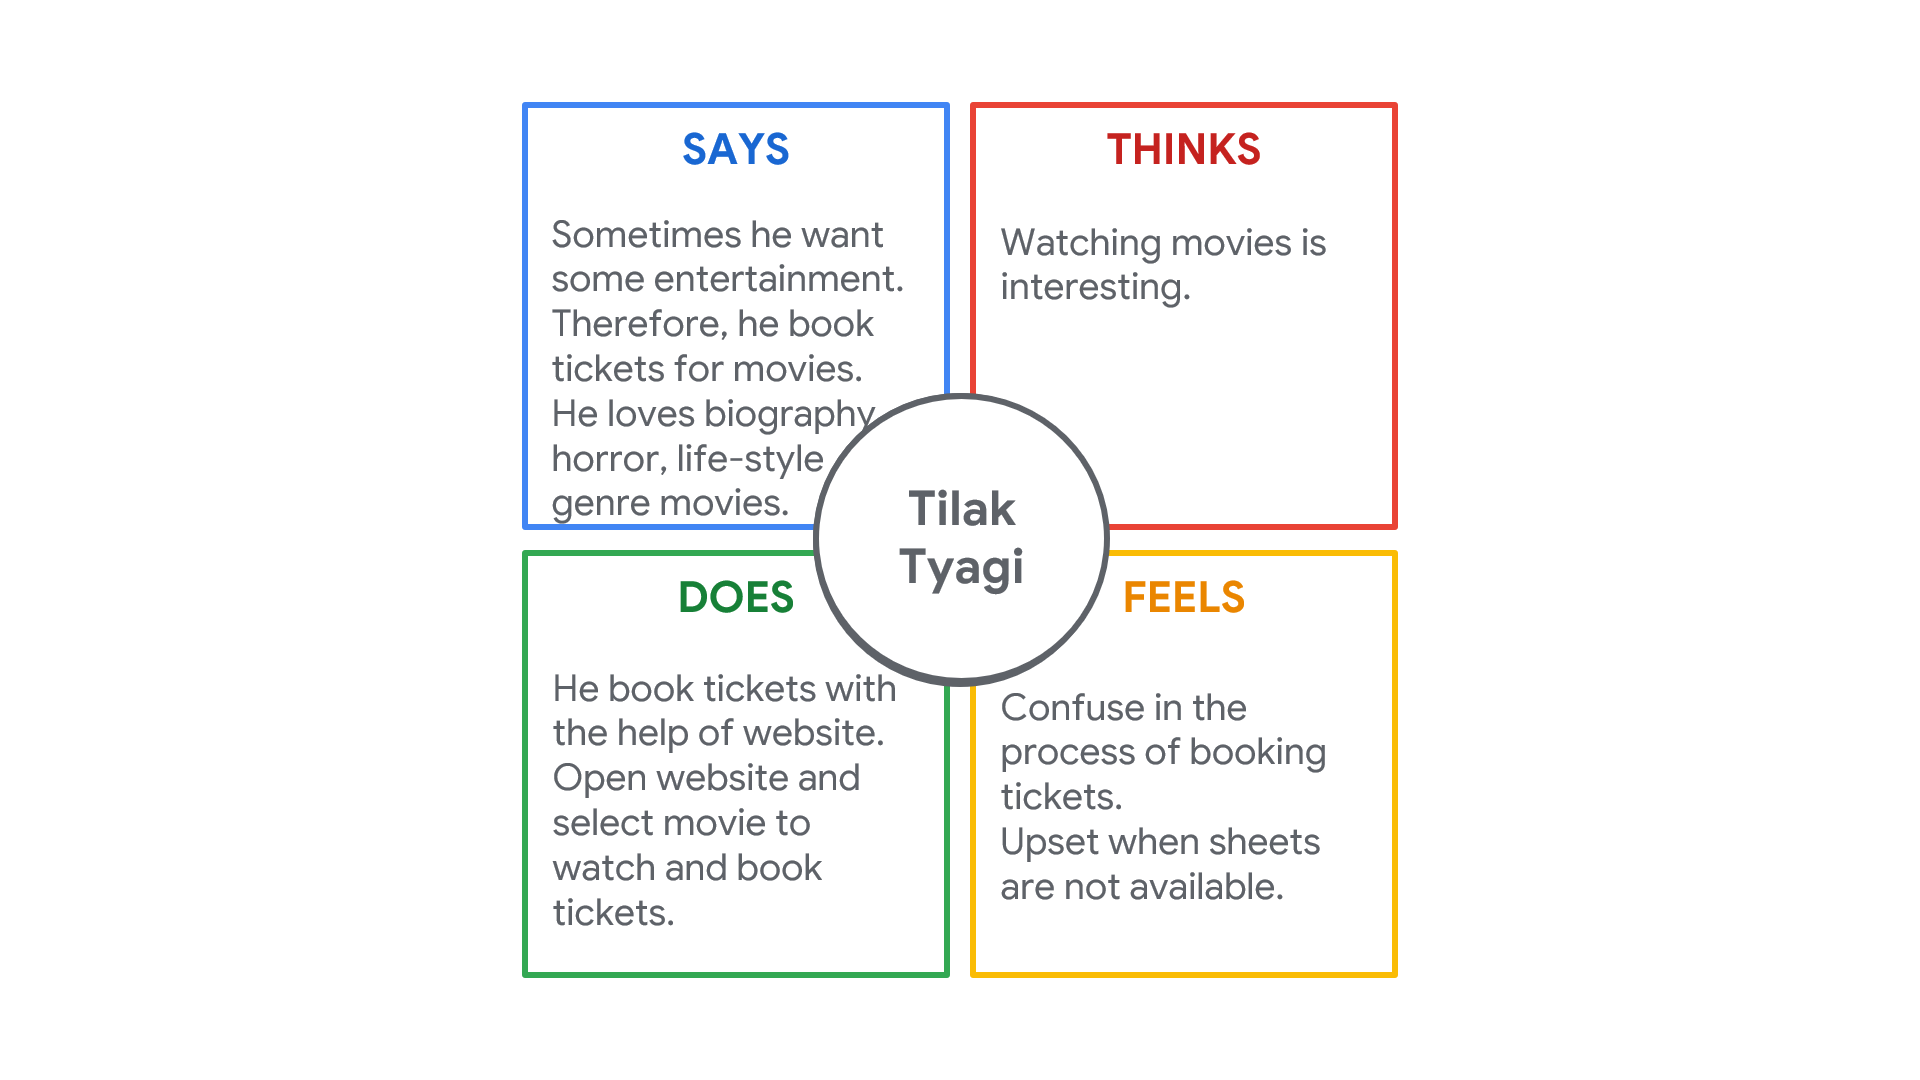 SAYS
Sometimes he want
some entertainment.
Therefore, he book
tickets for movies.
He loves biography
horror, life-style
genre movies.
THINKS
Watching movies is
interesting.
Tilak
Tyagi
DOES
He book tickets with
the help of website.
Open website and
select movie to
watch and book
tickets.
FEELS
Confuse in the
process of booking
tickets.
Upset when sheets
are not available.